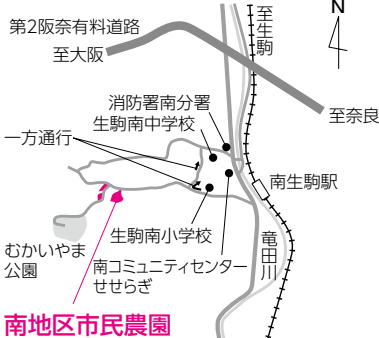 N
至生駒
第2阪奈有料道路
至大阪
至奈良
消防署南分署
生駒南中学校
一方通行
南生駒駅
生駒南小学校
竜田川
むかいやま
公園
南コミュニティセンター
せせらぎ
南地区市民農園